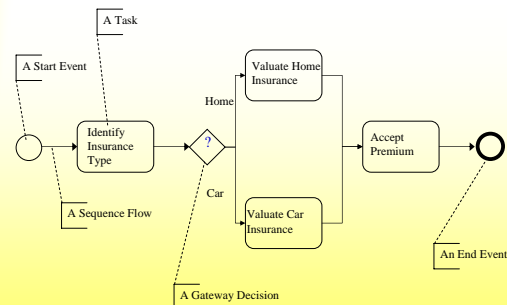 A Task
A Start Event
Identify
Insurance
Type
?
Home
Car
Valuate Home
Insurance
Valuate Car
Insurance
Accept
Premium
A Sequence Flow
A Gateway Decision
An End Event